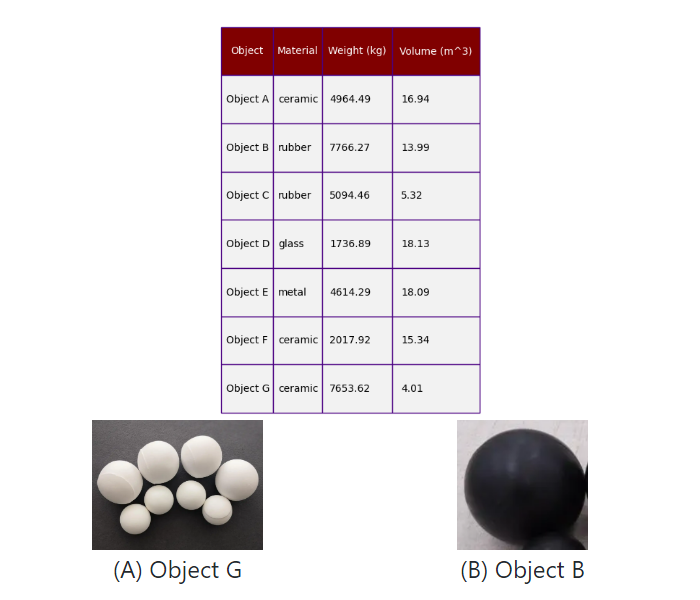 Object Material Weight (kg) Volume (m^3)
Object A ceramic 4964.49 16.94
Object B rubber 7766.27 13.99
Object C rubber 5094.46 5.32
Object D glass 1736.89 18.13
Object E metal 4614.29 18.09
Object F ceramic 2017.92 15.34
Object G ceramic 7653.62 4.01
(A) Object G (B) Object B